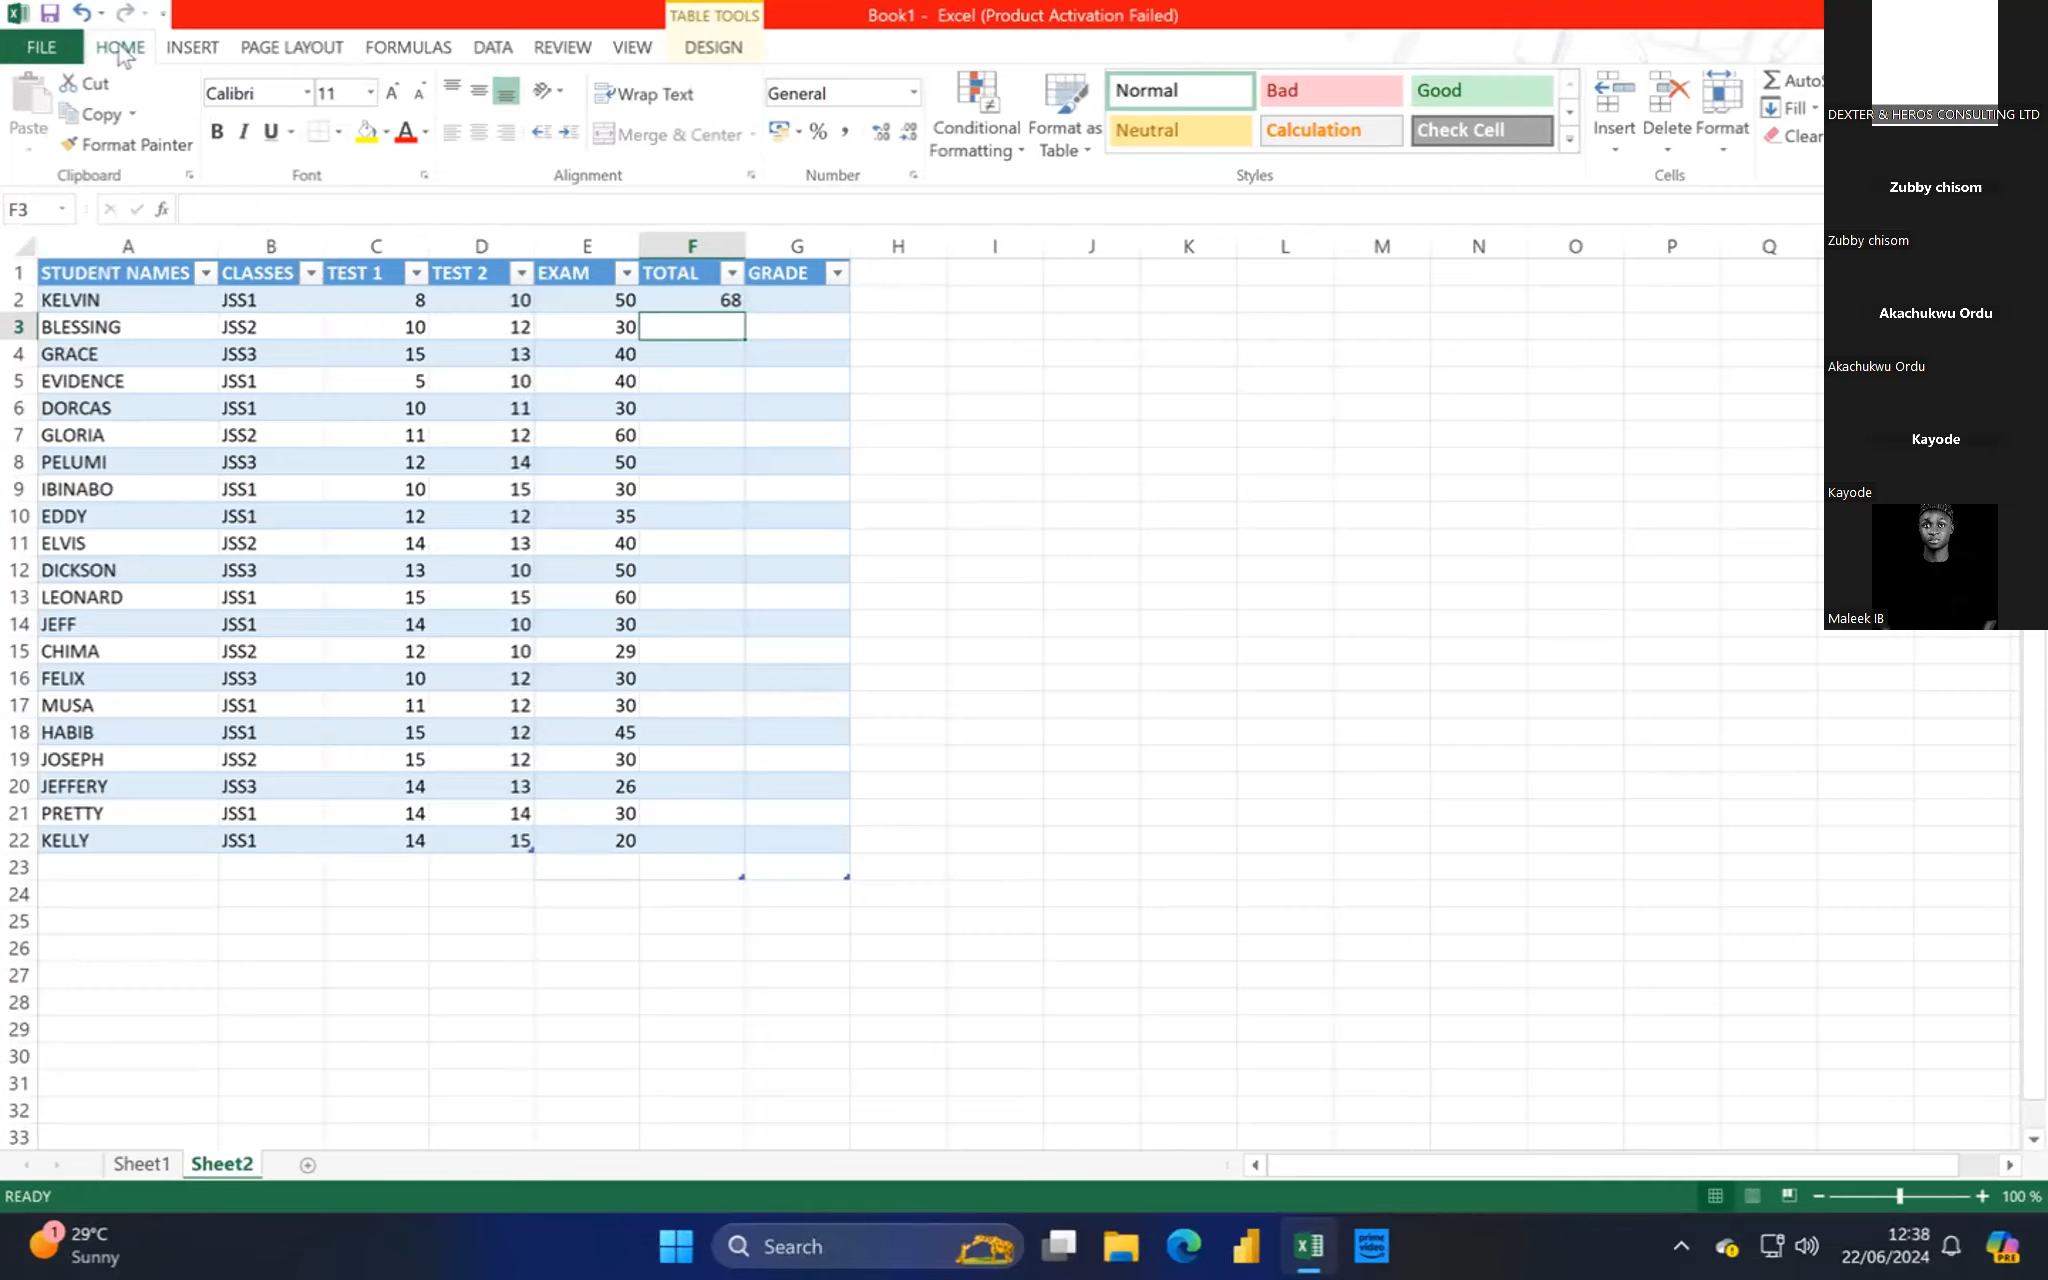 TABLE TOOLS
Book1 - Excel (Product Activation Failed)
FILE HOME INSERT PAGE LAYOUT FORMULAS DATA REVIEW VIEW DESIGN
Paste
Cut
Copy
Format Painter
Clipboard
Calibri 11
B I U A
Font
Wrap Text
Merge & Center
Alignment
General
%
Number
Conditional Formatting
Format as Table
Normal Bad Good
Neutral Calculation Check Cell
Styles
Insert Delete Format
Cells
Auto
Fill
Clear
F3 fx
A B C D E F G H I J K L M N O P Q
1 STUDENT NAMES CLASSES TEST 1 TEST 2 EXAM TOTAL GRADE
2 KELVIN JSS1 8 10 50 68
3 BLESSING JSS2 10 12 30
4 GRACE JSS3 15 13 40
5 EVIDENCE JSS1 5 10 40
6 DORCAS JSS1 10 11 30
7 GLORIA JSS2 11 12 60
8 PELUMI JSS3 12 14 50
9 IBINABO JSS1 10 15 30
10 EDDY JSS1 12 12 35
11 ELVIS JSS2 14 13 40
12 DICKSON JSS3 13 10 50
13 LEONARD JSS1 15 15 60
14 JEFF JSS1 14 10 30
15 CHIMA JSS2 12 10 29
16 FELIX JSS3 10 12 30
17 MUSA JSS1 11 12 30
18 HABIB JSS1 15 12 45
19 JOSEPH JSS2 15 12 30
20 JEFFERY JSS3 14 13 26
21 PRETTY JSS1 14 14 30
22 KELLY JSS1 14 15 20
23
24
25
26
27
28
29
30
31
32
33
Sheet1 Sheet2
READY
100 %
DEXTER & HEROS CONSULTING LTD
Zubby chisom
Zubby chisom
Akachukwu Ordu
Akachukwu Ordu
Kayode
Kayode
Maleek IB
1
29°C
Sunny
Search
prime video
12:38
22/06/2024
PRE